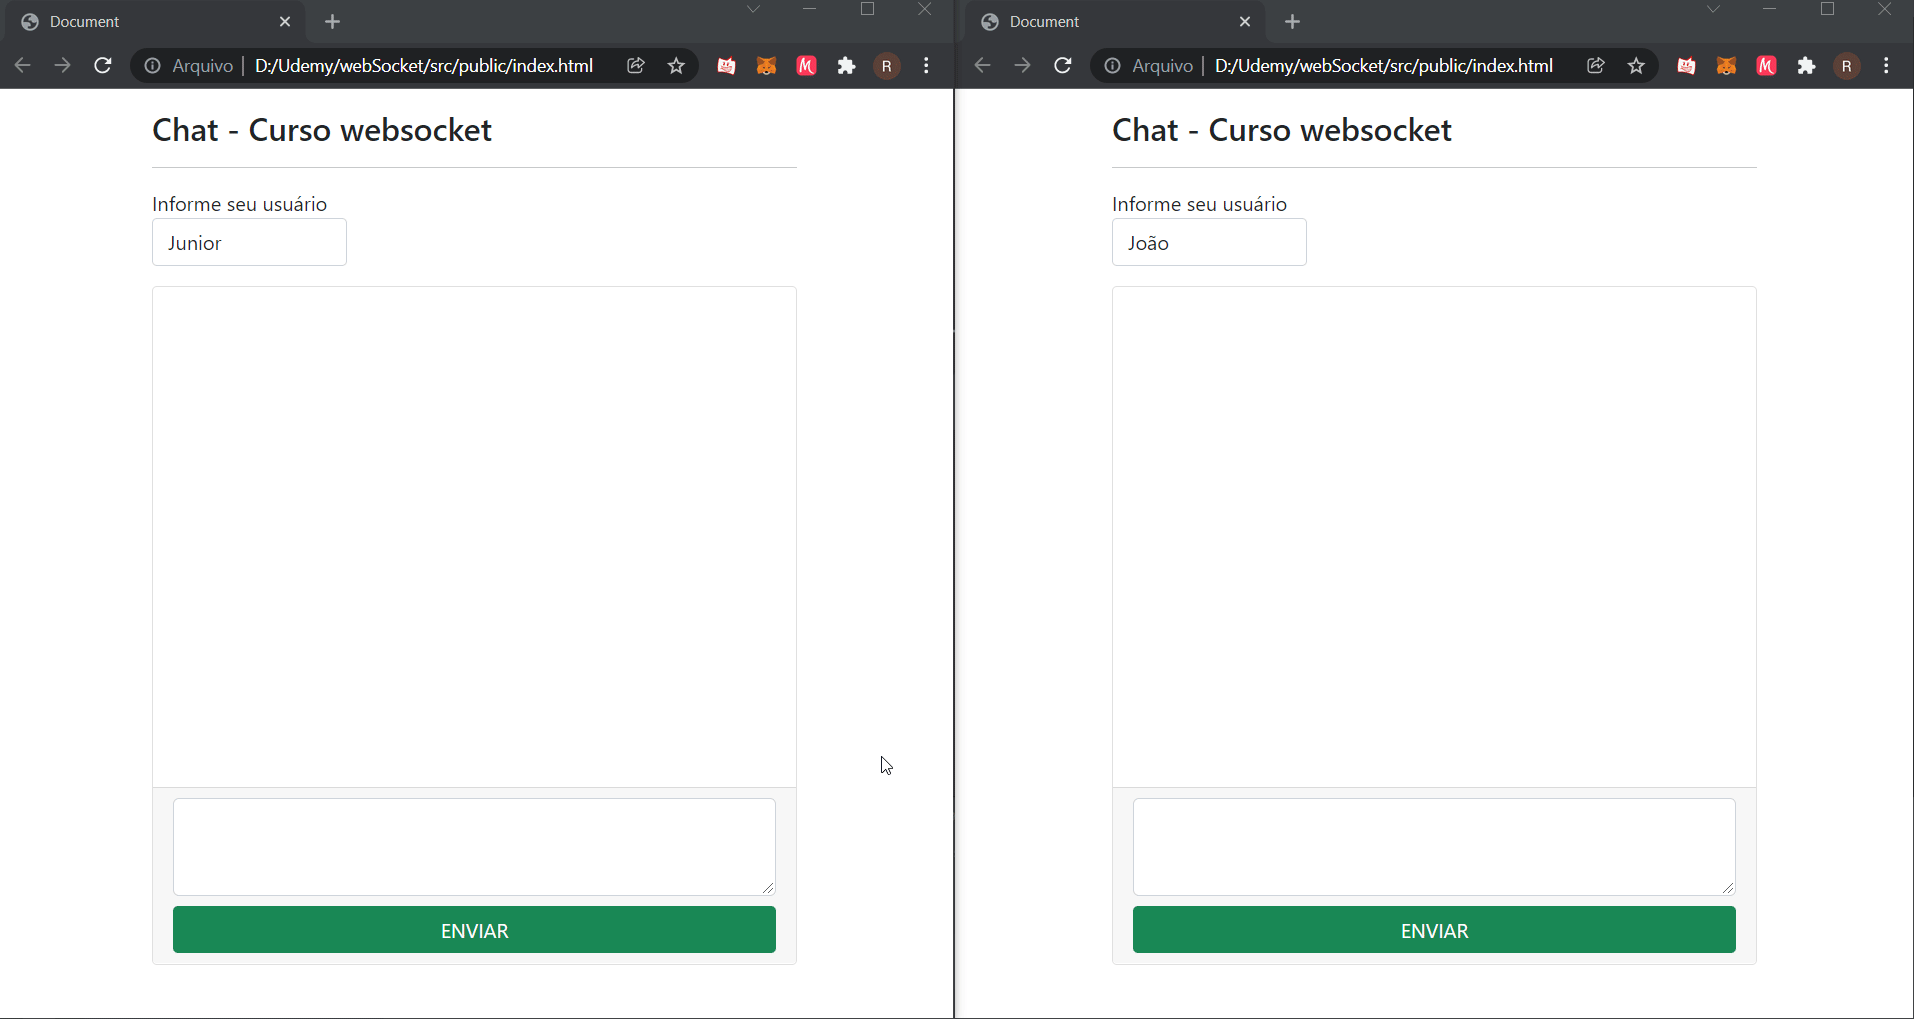 Document
Arquivo | D:/Udemy/webSocket/src/public/index.html
R
Chat - Curso websocket
Informe seu usuário
Junior
ENVIAR
Document
Arquivo | D:/Udemy/webSocket/src/public/index.html
R
Chat - Curso websocket
Informe seu usuário
João
ENVIAR